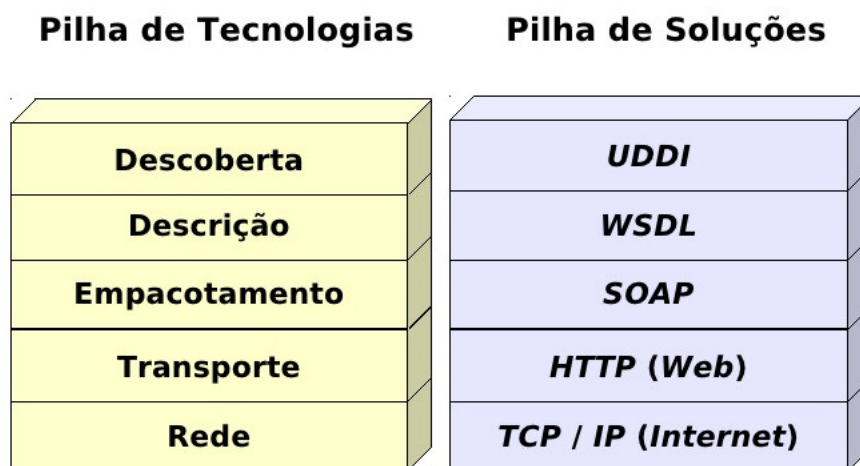 Pilha de Tecnologias
Descoberta
Descrição
Empacotamento
Transporte
Rede
Pilha de Soluções
UDDI
WSDL
SOAP
HTTP (Web)
TCP / IP (Internet)